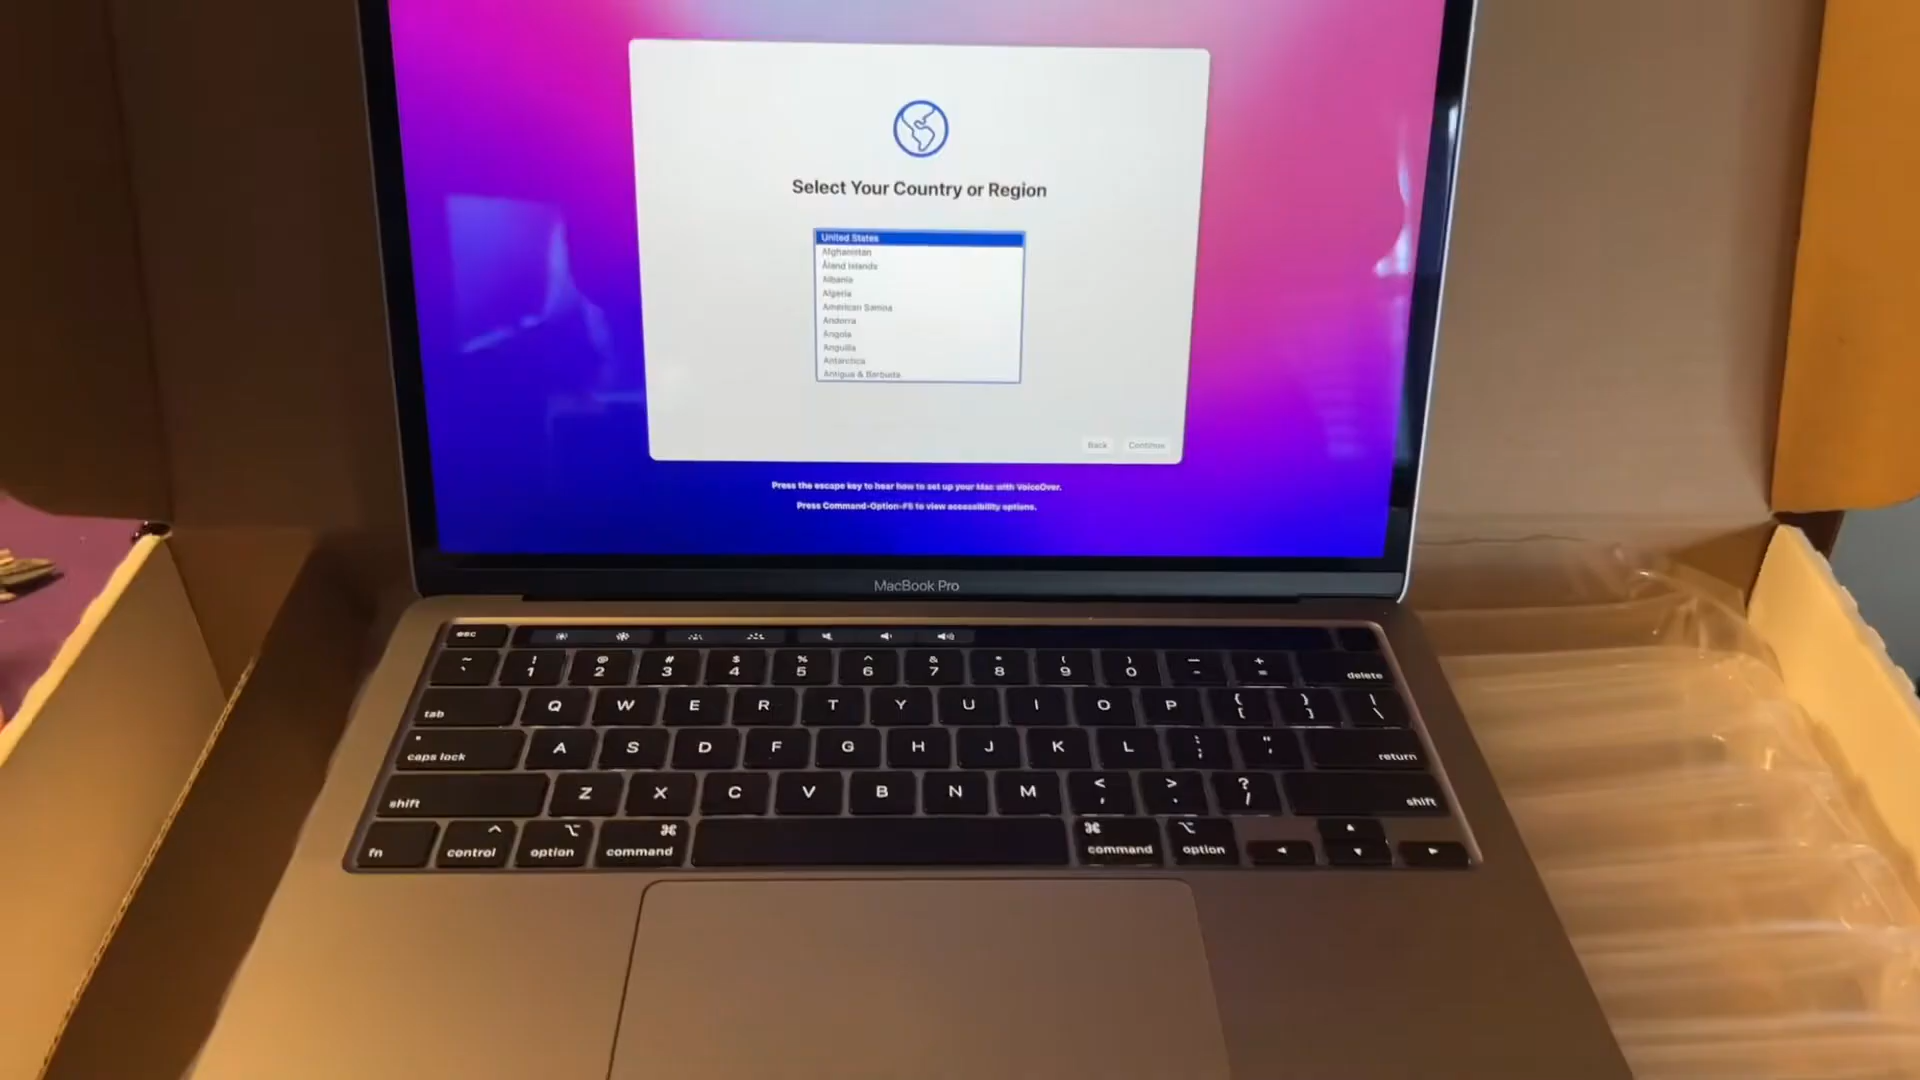 Select Your Country or Region
United States
Afghanistan
Åland Islands
Albania
Algeria
American Samoa
Andorra
Angola
Anguilla
Antarctica
Antigua & Barbuda
Back Continue
Press the escape key to hear how to set up your Mac with VoiceOver.
Press Command-Option-F5 to view accessibility options.
MacBook Pro
esc
~ ! @ # $ % ^ & * ( ) _ +
` 1 2 3 4 5 6 7 8 9 0 - = delete
tab Q W E R T Y U I O P { [ } ] | \
caps lock A S D F G H J K L : ; " ' return
shift Z X C V B N M < , > . ? / shift
fn control option command command option